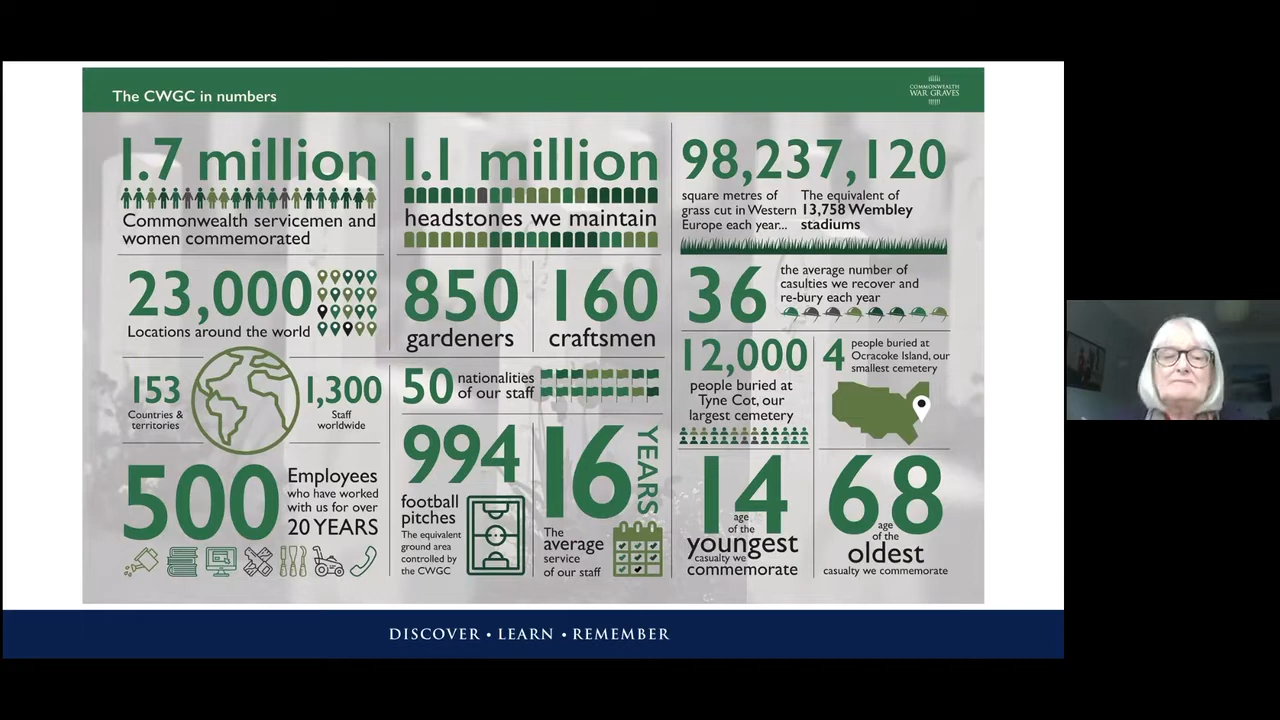 The CWGC in numbers
COMMONWEALTH
WAR GRAVES
1.7 million
Commonwealth servicemen and
women commemorated
23,000
Locations around the world
153
Countries &
territories
1,300
Staff
worldwide
500
Employees
who have worked
with us for over
20 YEARS
1.1 million
headstones we maintain
850
gardeners
160
craftsmen
50 nationalities
of our staff
994
football
pitches
The equivalent
ground area
controlled by
the CWGC
16 YEARS
The
average
service
of our staff
98,237,120
square metres of
grass cut in Western
Europe each year...
The equivalent of
13,758 Wembley
stadiums
36
the average number of
casulties we recover and
re-bury each year
12,000
people buried at
Tyne Cot, our
largest cemetery
4
people buried at
Ocracoke Island, our
smallest cemetery
14
age
of the
youngest
casualty we
commemorate
68
age
of the
oldest
casualty we commemorate
DISCOVER • LEARN • REMEMBER